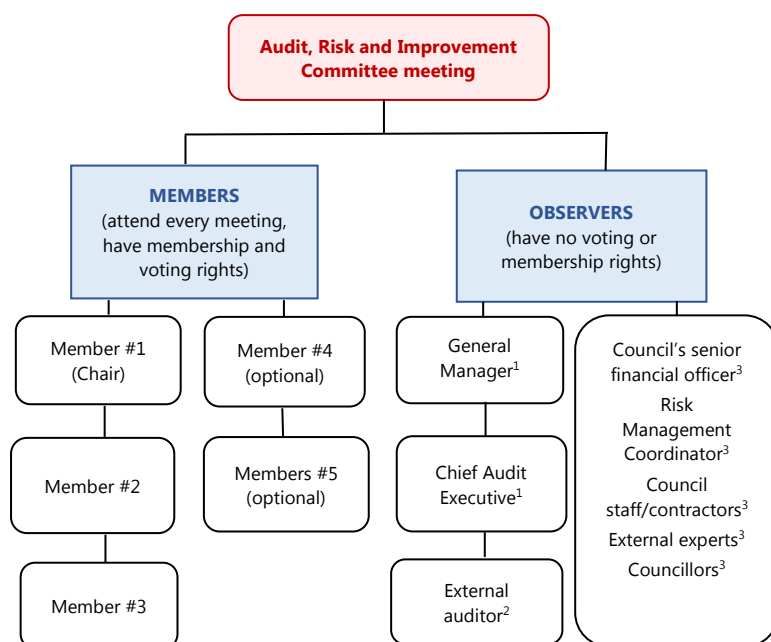 Audit, Risk and Improvement
Committee meeting
MEMBERS
(attend every meeting,
have membership and
voting rights)
OBSERVERS
(have no voting or
membership rights)
Member #1
(Chair)
Member #2
Member #3
Member #4
(optional)
Members #5
(optional)
General
Manager¹
Chief Audit
Executive¹
External
auditor²
Council’s senior
financial officer³
Risk
Management
Coordinator³
Council
staff/contractors³
External experts³
Councillors³